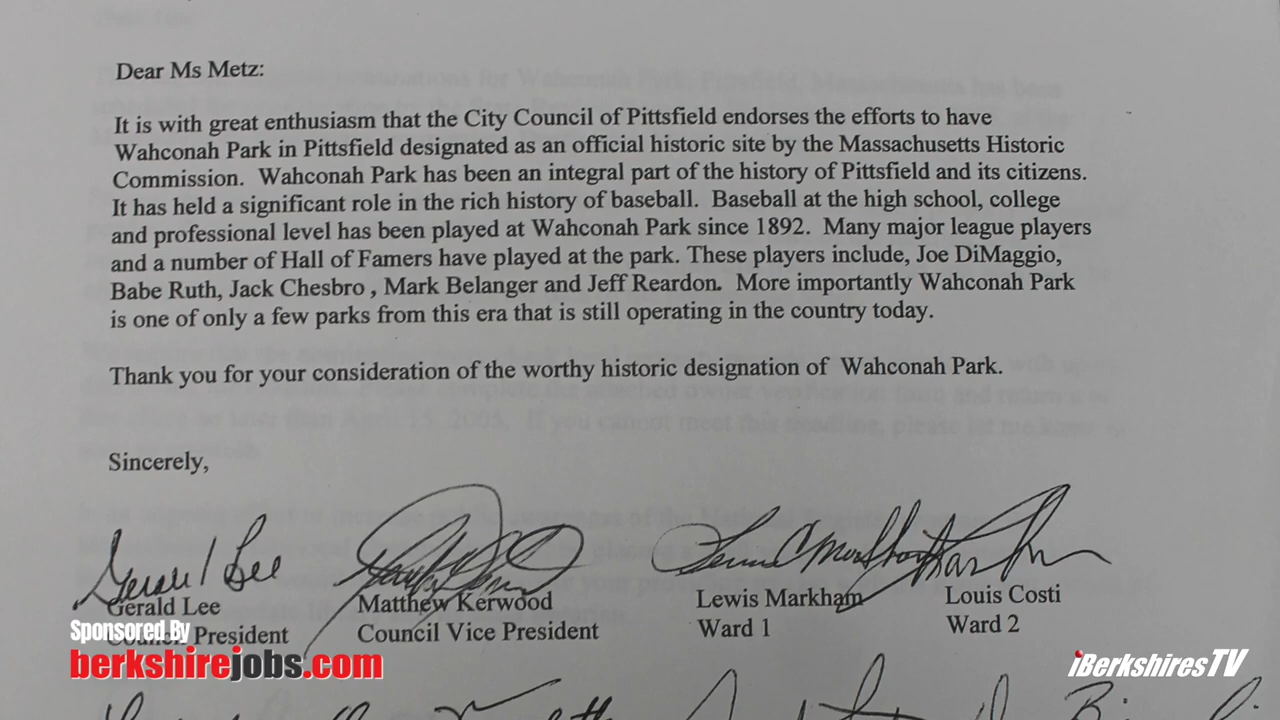 Dear Ms Metz:
It is with great enthusiasm that the City Council of Pittsfield endorses the efforts to have
Wahconah Park in Pittsfield designated as an official historic site by the Massachusetts Historic
Commission. Wahconah Park has been an integral part of the history of Pittsfield and its citizens.
It has held a significant role in the rich history of baseball. Baseball at the high school, college
and professional level has been played at Wahconah Park since 1892. Many major league players
and a number of Hall of Famers have played at the park. These players include, Joe DiMaggio,
Babe Ruth, Jack Chesbro , Mark Belanger and Jeff Reardon. More importantly Wahconah Park
is one of only a few parks from this era that is still operating in the country today.
Thank you for your consideration of the worthy historic designation of Wahconah Park.
Sincerely,
Gerald Lee
Gerald Lee Matthew Kerwood Lewis Markham Louis Costi
Council President Council Vice President Ward 1 Ward 2
Sponsored By
berkshirejobs.com
iBerkshiresTV